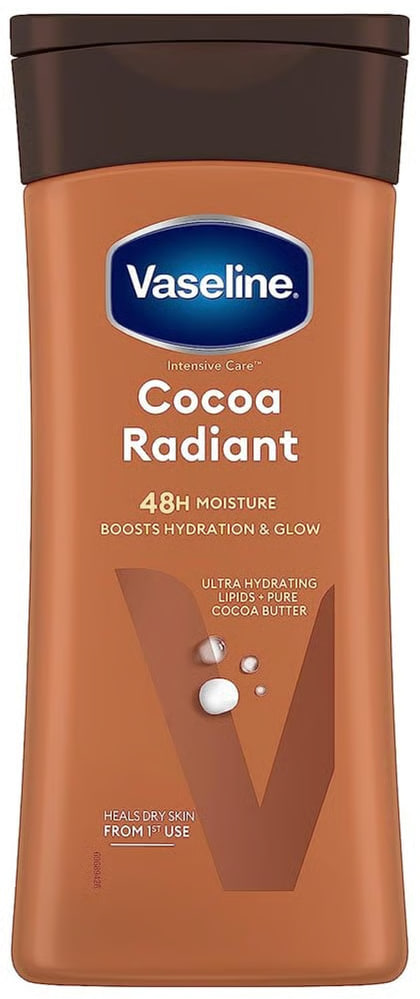 Vaseline®
Intensive Care™
Cocoa
Radiant
48H MOISTURE
BOOSTS HYDRATION & GLOW
ULTRA HYDRATING
LIPIDS + PURE
COCOA BUTTER
HEALS DRY SKIN
FROM 1ST USE